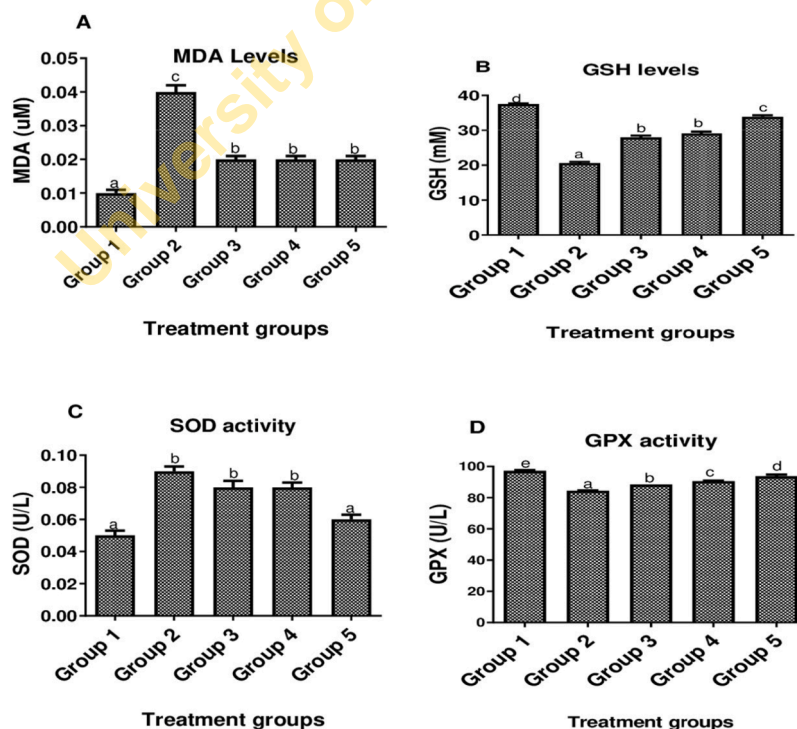 University of
A
MDA Levels
MDA (uM)
0.05
0.04
0.03
0.02
0.01
0.00
a
c
b
b
b
Group 1
Group 2
Group 3
Group 4
Group 5
Treatment groups
B
GSH levels
GSH (mM)
40
30
20
10
0
d
a
b
b
c
Group 1
Group 2
Group 3
Group 4
Group 5
Treatment groups
C
SOD activity
SOD (U/L)
0.10
0.08
0.06
0.04
0.02
0.00
a
b
b
b
a
Group 1
Group 2
Group 3
Group 4
Group 5
Treatment groups
D
GPX activity
GPX (U/L)
100
80
60
40
20
0
e
a
b
c
d
Group 1
Group 2
Group 3
Group 4
Group 5
Treatment groups